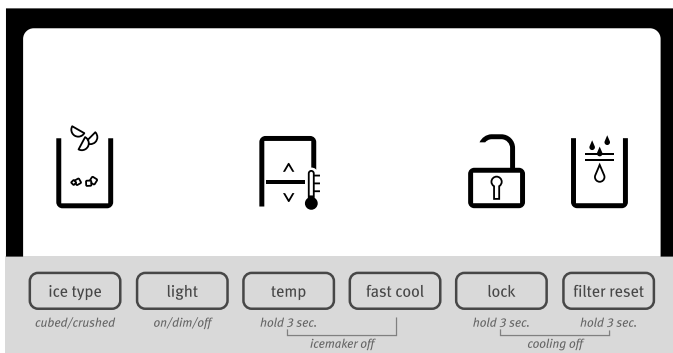 ice type light temp fast cool lock filter reset
cubed/crushed on/dim/off hold 3 sec. hold 3 sec. hold 3 sec.
icemaker off cooling off